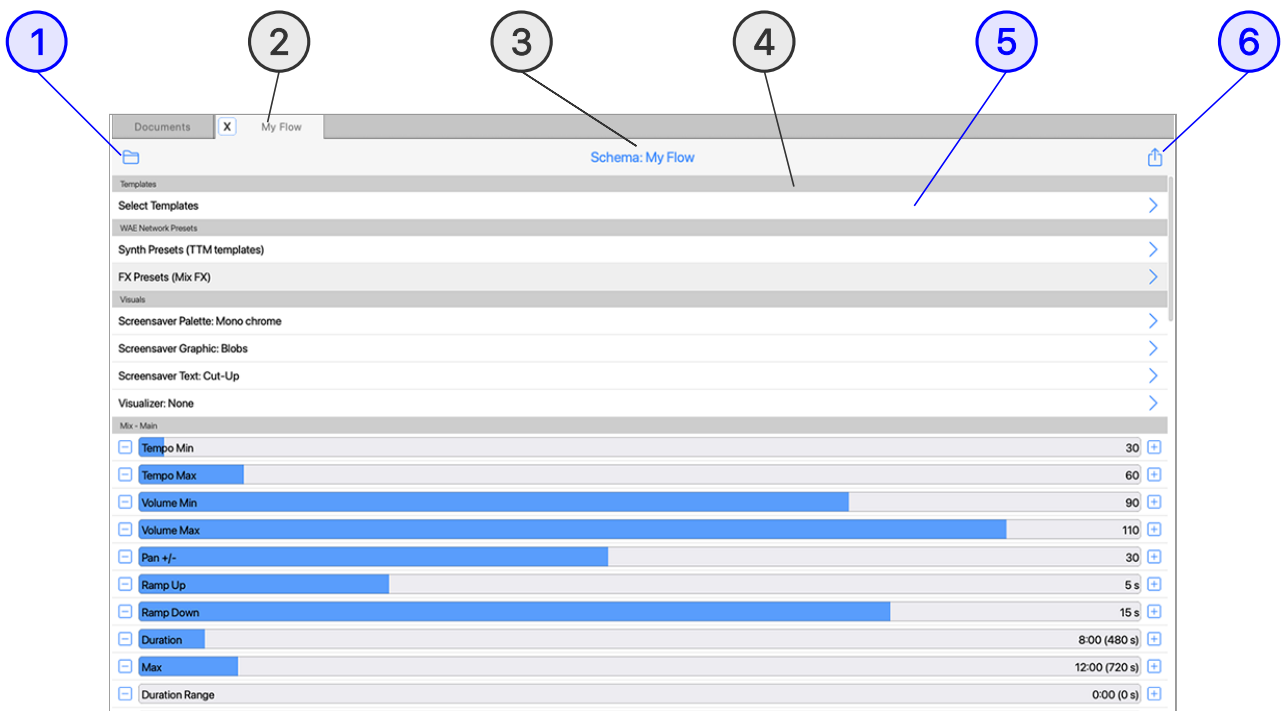 1 2 3 4 5 6
Documents X My Flow
Schema: My Flow
Templates
Select Templates
WAE Network Presets
Synth Presets (TTM templates)
FX Presets (Mix FX)
Visuals
Screensaver Palette: Mono chrome
Screensaver Graphic: Blobs
Screensaver Text: Cut-Up
Visualizer: None
Mix - Main
Tempo Min 30
Tempo Max 60
Volume Min 90
Volume Max 110
Pan +/- 30
Ramp Up 5 s
Ramp Down 15 s
Duration 8:00 (480 s)
Max 12:00 (720 s)
Duration Range 0:00 (0 s)